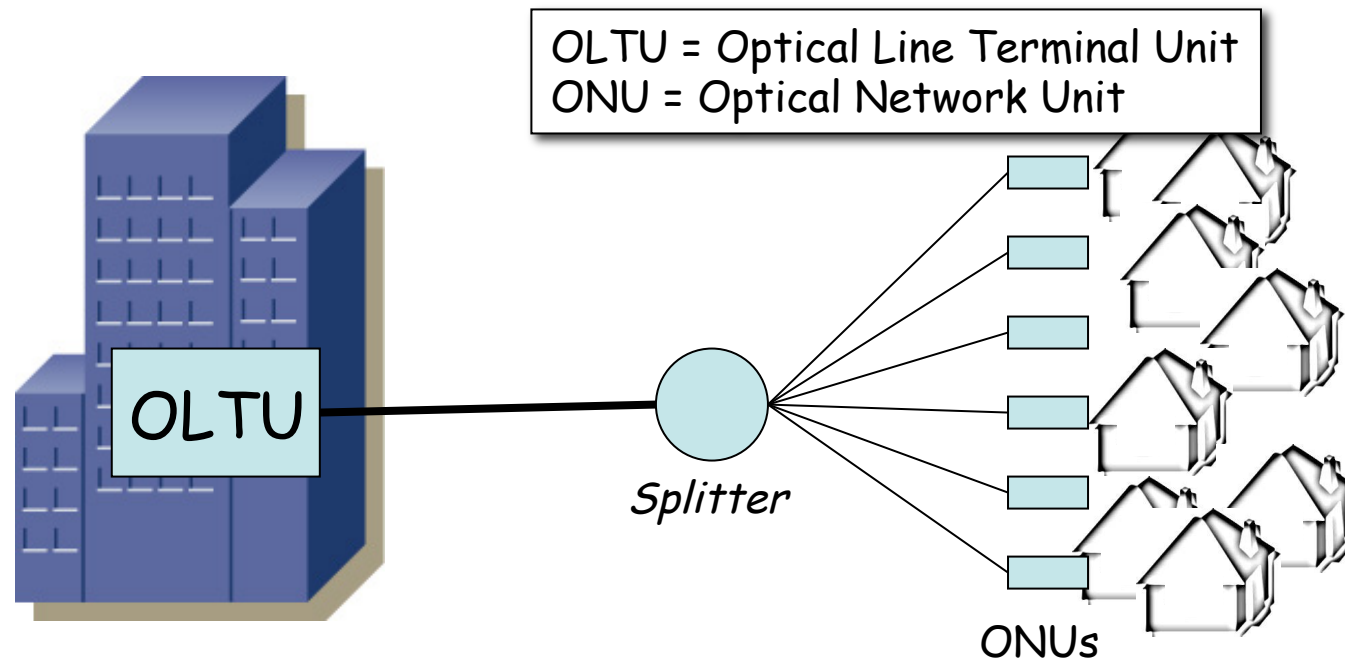 OLTU = Optical Line Terminal Unit
ONU = Optical Network Unit
OLTU
Splitter
ONUs